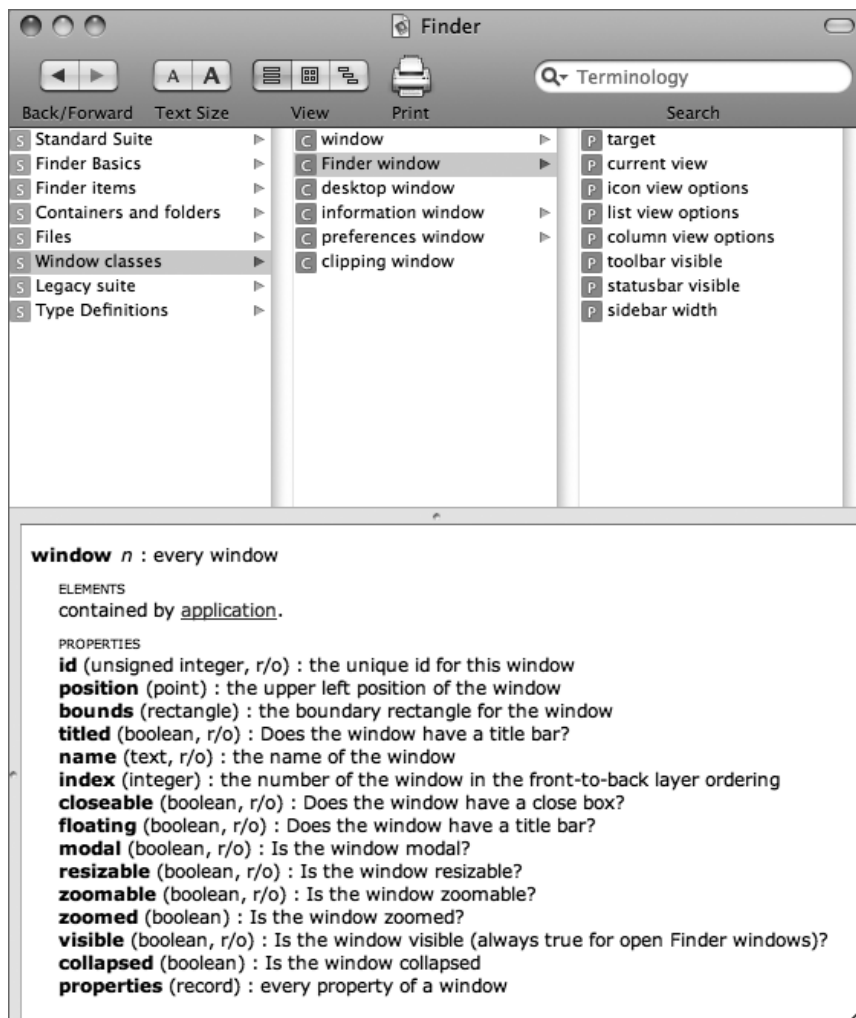 Finder
A A
Terminology
Back/Forward Text Size View Print Search
S Standard Suite
S Finder Basics
S Finder items
S Containers and folders
S Files
S Window classes
S Legacy suite
S Type Definitions
C window
C Finder window
C desktop window
C information window
C preferences window
C clipping window
P target
P current view
P icon view options
P list view options
P column view options
P toolbar visible
P statusbar visible
P sidebar width
window n : every window
ELEMENTS
contained by application.
PROPERTIES
id (unsigned integer, r/o) : the unique id for this window
position (point) : the upper left position of the window
bounds (rectangle) : the boundary rectangle for the window
titled (boolean, r/o) : Does the window have a title bar?
name (text, r/o) : the name of the window
index (integer) : the number of the window in the front-to-back layer ordering
closeable (boolean, r/o) : Does the window have a close box?
floating (boolean, r/o) : Does the window have a title bar?
modal (boolean, r/o) : Is the window modal?
resizable (boolean, r/o) : Is the window resizable?
zoomable (boolean, r/o) : Is the window zoomable?
zoomed (boolean) : Is the window zoomed?
visible (boolean, r/o) : Is the window visible (always true for open Finder windows)?
collapsed (boolean) : Is the window collapsed
properties (record) : every property of a window